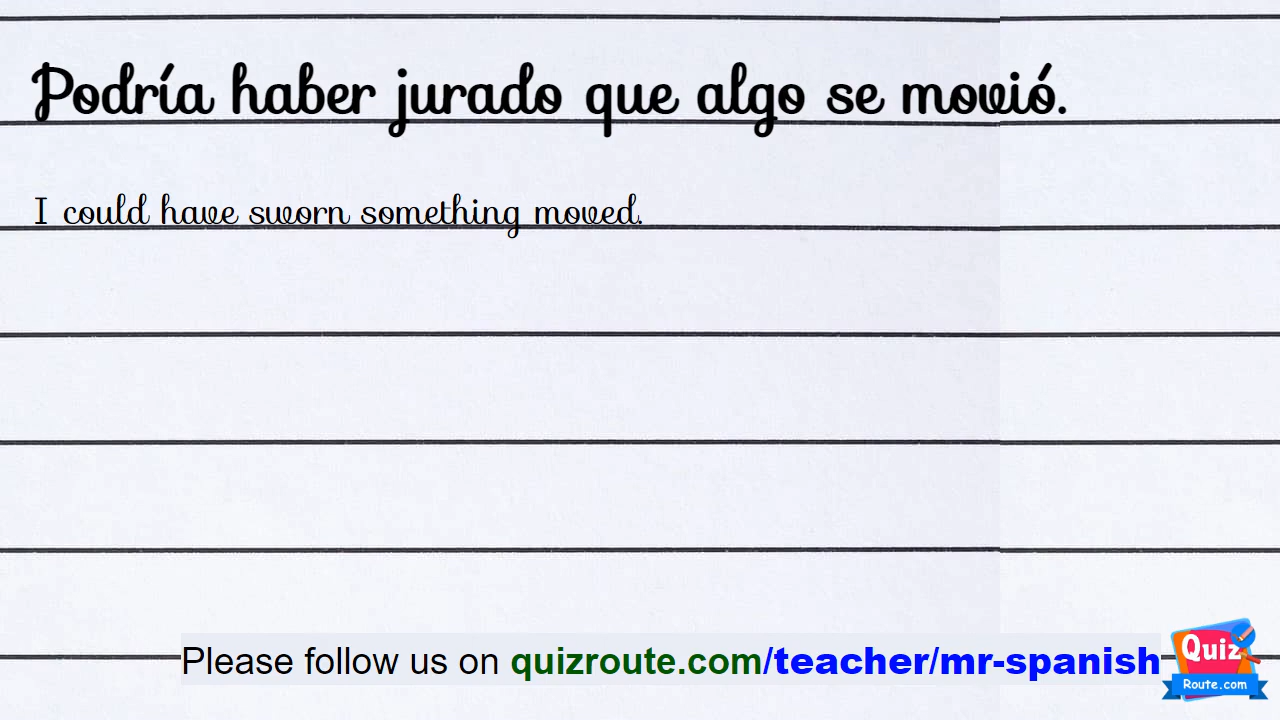 Podría haber jurado que algo se movió.
I could have sworn something moved.
Please follow us on quizroute.com/teacher/mr-spanish
Quiz
Route.com